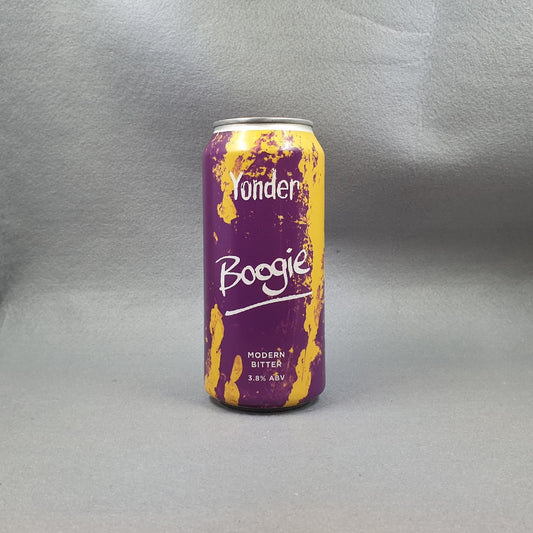 Yonder
Boogie
MODERN
BITTER
3.8% ABV